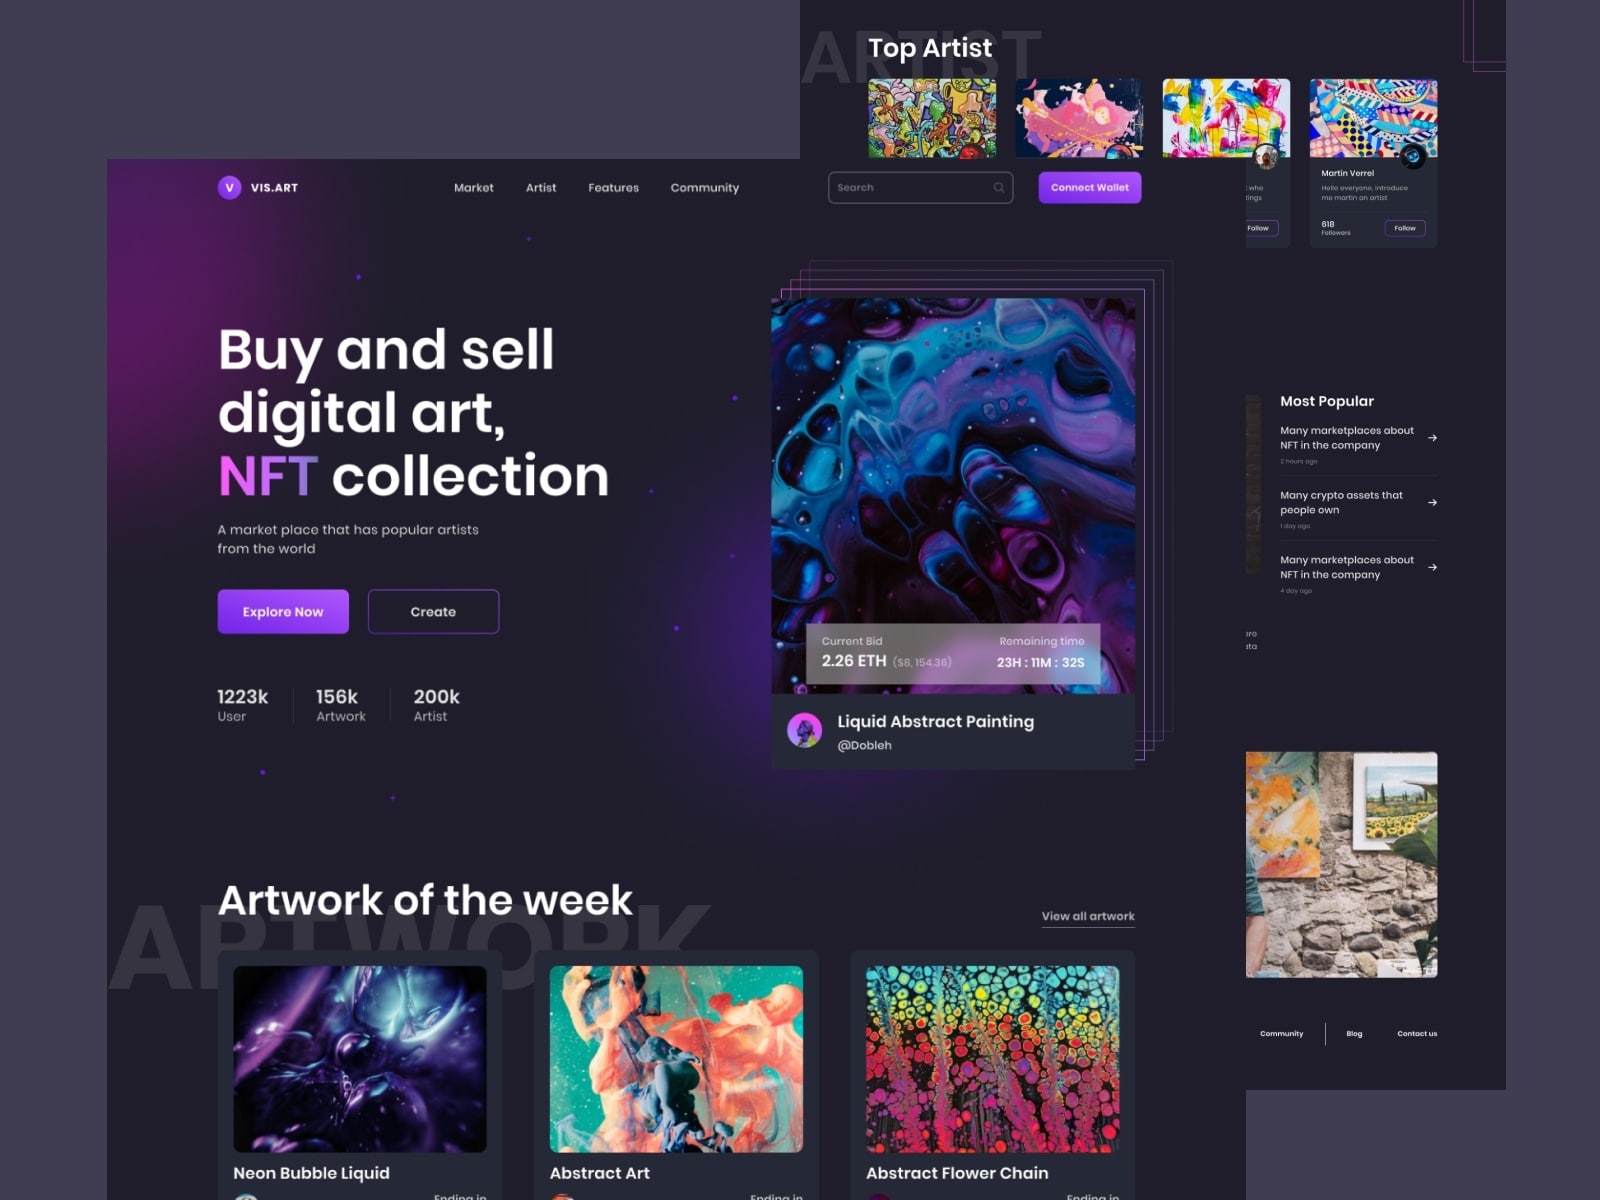 ARTIST
Top Artist
V VIS.ART
Market Artist Features Community
Search
Connect Wallet
Buy and sell
digital art,
NFT collection
A market place that has popular artists
from the world
Explore Now
Create
1223k
User
156k
Artwork
200k
Artist
Current Bid
2.26 ETH ($8, 154.36)
Remaining time
23H : 11M : 32S
Liquid Abstract Painting
@Dobleh
ARTWORK
Artwork of the week
View all artwork
Neon Bubble Liquid
Ending in
Abstract Art
Ending in
Abstract Flower Chain
Ending in
who
Follow
Martin Verrel
Hello everyone, introduce
me martin an artist
618
Followers
Follow
Most Popular
Many marketplaces about
NFT in the company
2 hours ago
Many crypto assets that
people own
1 day ago
Many marketplaces about
NFT in the company
4 day ago
Community
Blog
Contact us